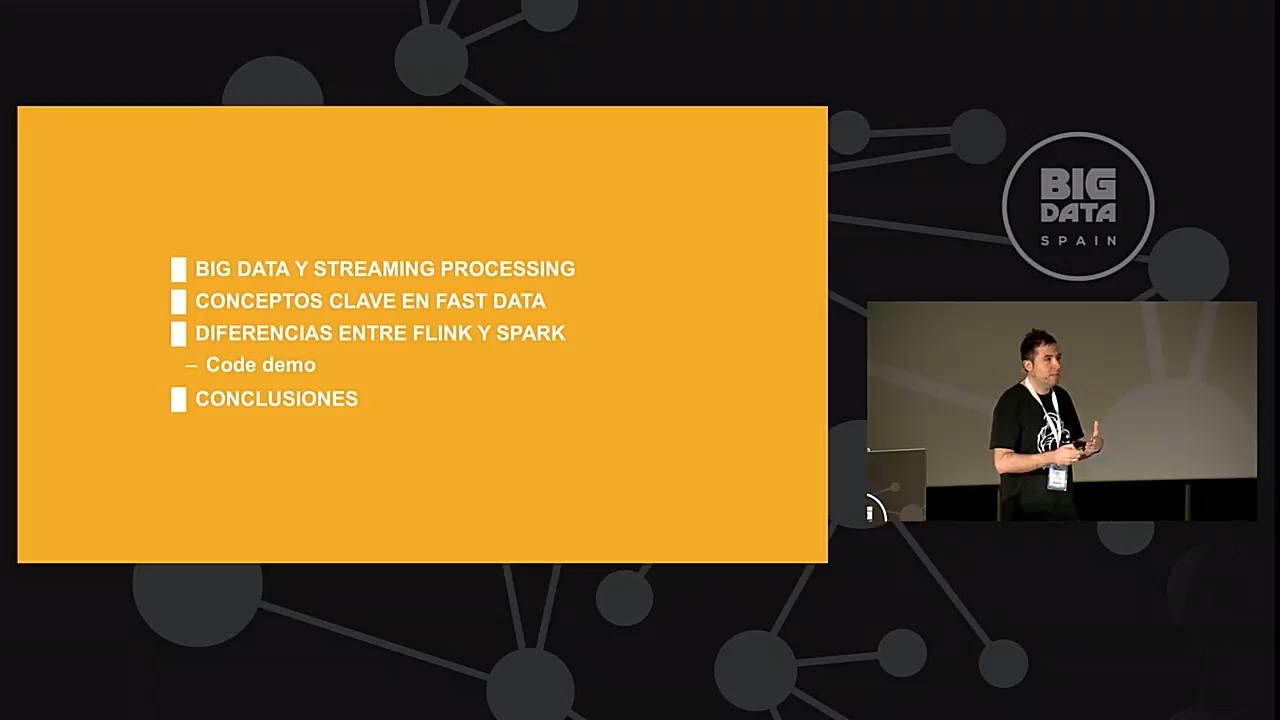 BIG DATA Y STREAMING PROCESSING
CONCEPTOS CLAVE EN FAST DATA
DIFERENCIAS ENTRE FLINK Y SPARK
– Code demo
CONCLUSIONES
BIG
DATA
SPAIN